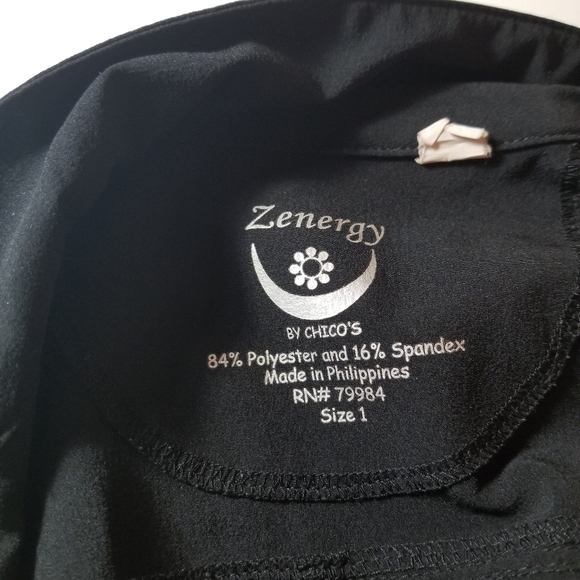 Zenergy
BY CHICO'S
84% Polyester and 16% Spandex
Made in Philippines
RN# 79984
Size 1